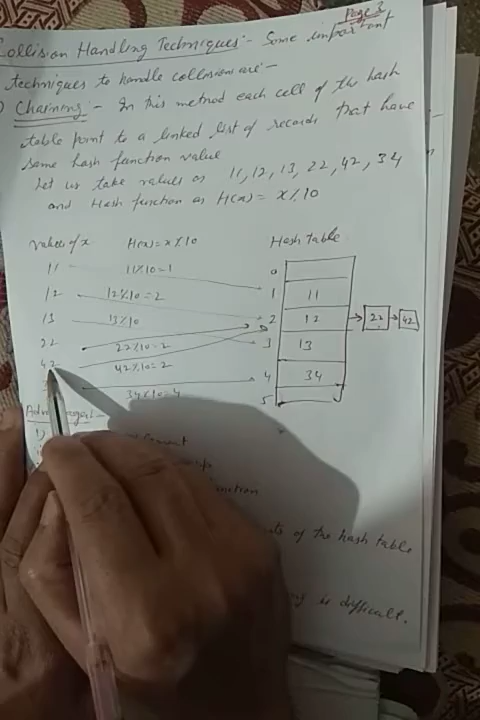 Page 3
Collision Handling Techniques:- Some important
techniques to handle collision are:-
Chaining:- In this method each cell of the hash
table point to a linked list of records that have
same hash function value
Let us take values as 11, 12, 13, 22, 42, 34
and Hash function as H(x) = x % 10
Values of x H(x) = x % 10 Hash table
0
11 11%10=1 1 11
12 12%10=2 2 12 → 22 → 42
13 13%10 3 13
22 22%10=2
42 42%10=2
34%10=4 4 34
5
1)
of the hash table
is difficult.